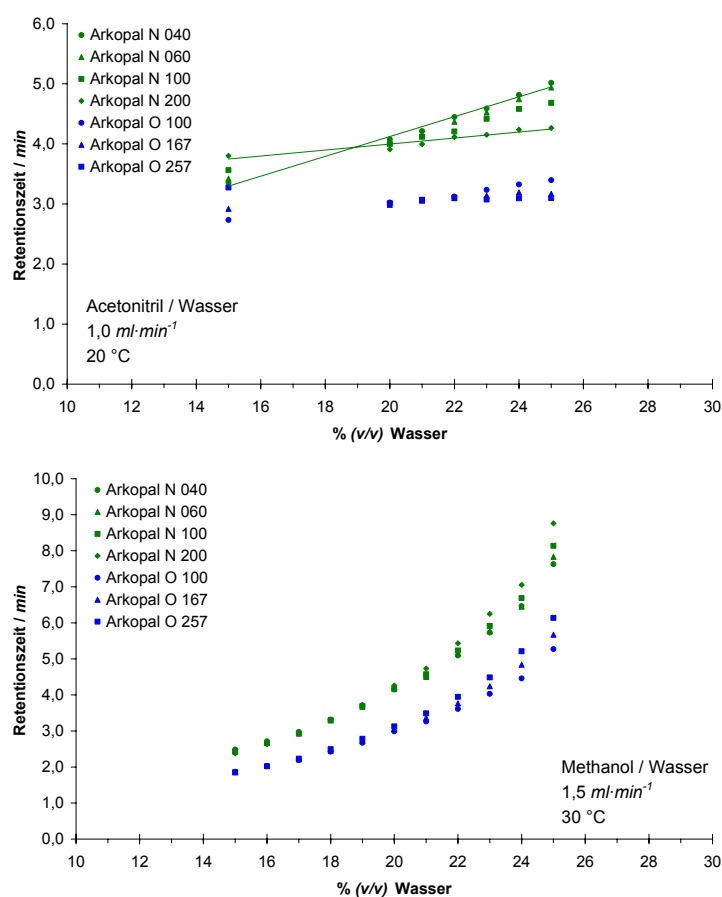 Arkopal N 040
Arkopal N 060
Arkopal N 100
Arkopal N 200
Arkopal O 100
Arkopal O 167
Arkopal O 257
6,0
5,0
4,0
3,0
2,0
1,0
0,0
Retentionszeit / min
Acetonitril / Wasser
1,0 ml·min⁻¹
20 °C
10 12 14 16 18 20 22 24 26 28 30
% (v/v) Wasser
Arkopal N 040
Arkopal N 060
Arkopal N 100
Arkopal N 200
Arkopal O 100
Arkopal O 167
Arkopal O 257
10,0
9,0
8,0
7,0
6,0
5,0
4,0
3,0
2,0
1,0
0,0
Retentionszeit / min
Methanol / Wasser
1,5 ml·min⁻¹
30 °C
10 12 14 16 18 20 22 24 26 28 30
% (v/v) Wasser